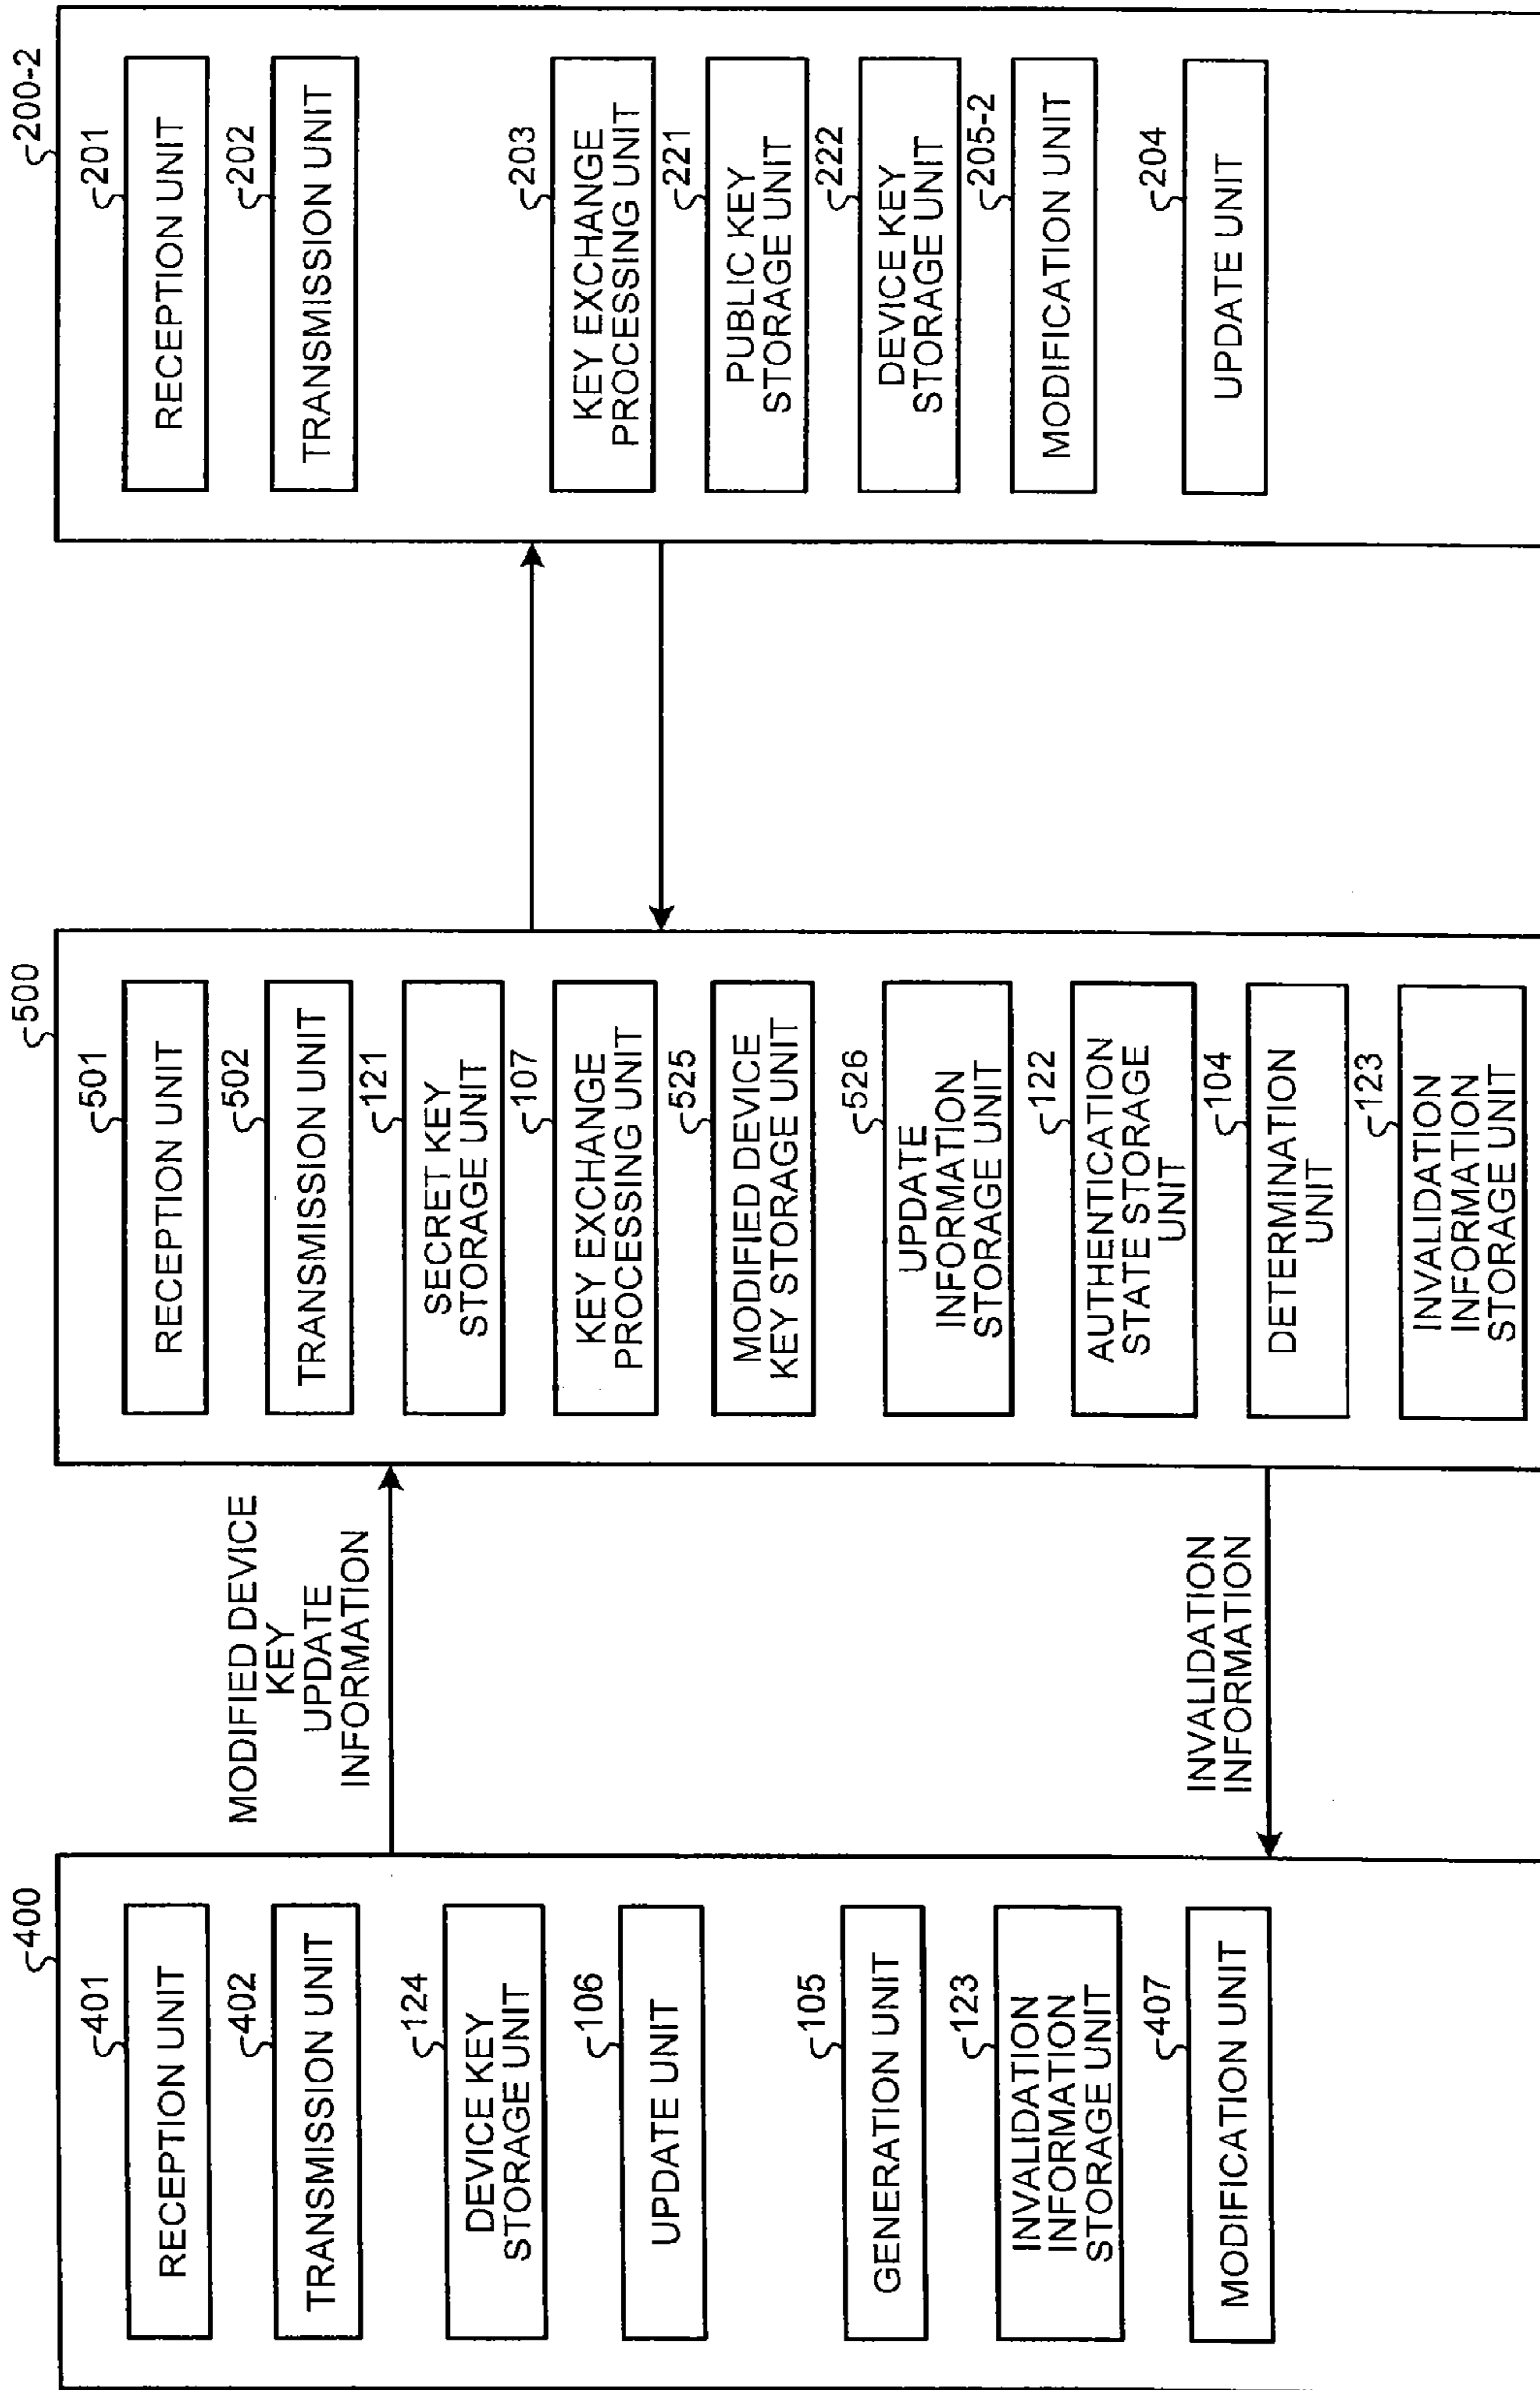 400
401
RECEPTION UNIT
402
TRANSMISSION UNIT
124
DEVICE KEY
STORAGE UNIT
106
UPDATE UNIT
105
GENERATION UNIT
123
INVALIDATION
INFORMATION
STORAGE UNIT
407
MODIFICATION UNIT
MODIFIED DEVICE
KEY
UPDATE
INFORMATION
INVALIDATION
INFORMATION
500
501
RECEPTION UNIT
502
TRANSMISSION UNIT
121
SECRET KEY
STORAGE UNIT
107
KEY EXCHANGE
PROCESSING UNIT
525
MODIFIED DEVICE
KEY STORAGE UNIT
526
UPDATE
INFORMATION
STORAGE UNIT
122
AUTHENTICATION
STATE STORAGE
UNIT
104
DETERMINATION
UNIT
123
INVALIDATION
INFORMATION
STORAGE UNIT
200-2
201
RECEPTION UNIT
202
TRANSMISSION UNIT
203
KEY EXCHANGE
PROCESSING UNIT
221
PUBLIC KEY
STORAGE UNIT
222
DEVICE KEY
STORAGE UNIT
205-2
MODIFICATION UNIT
204
UPDATE UNIT